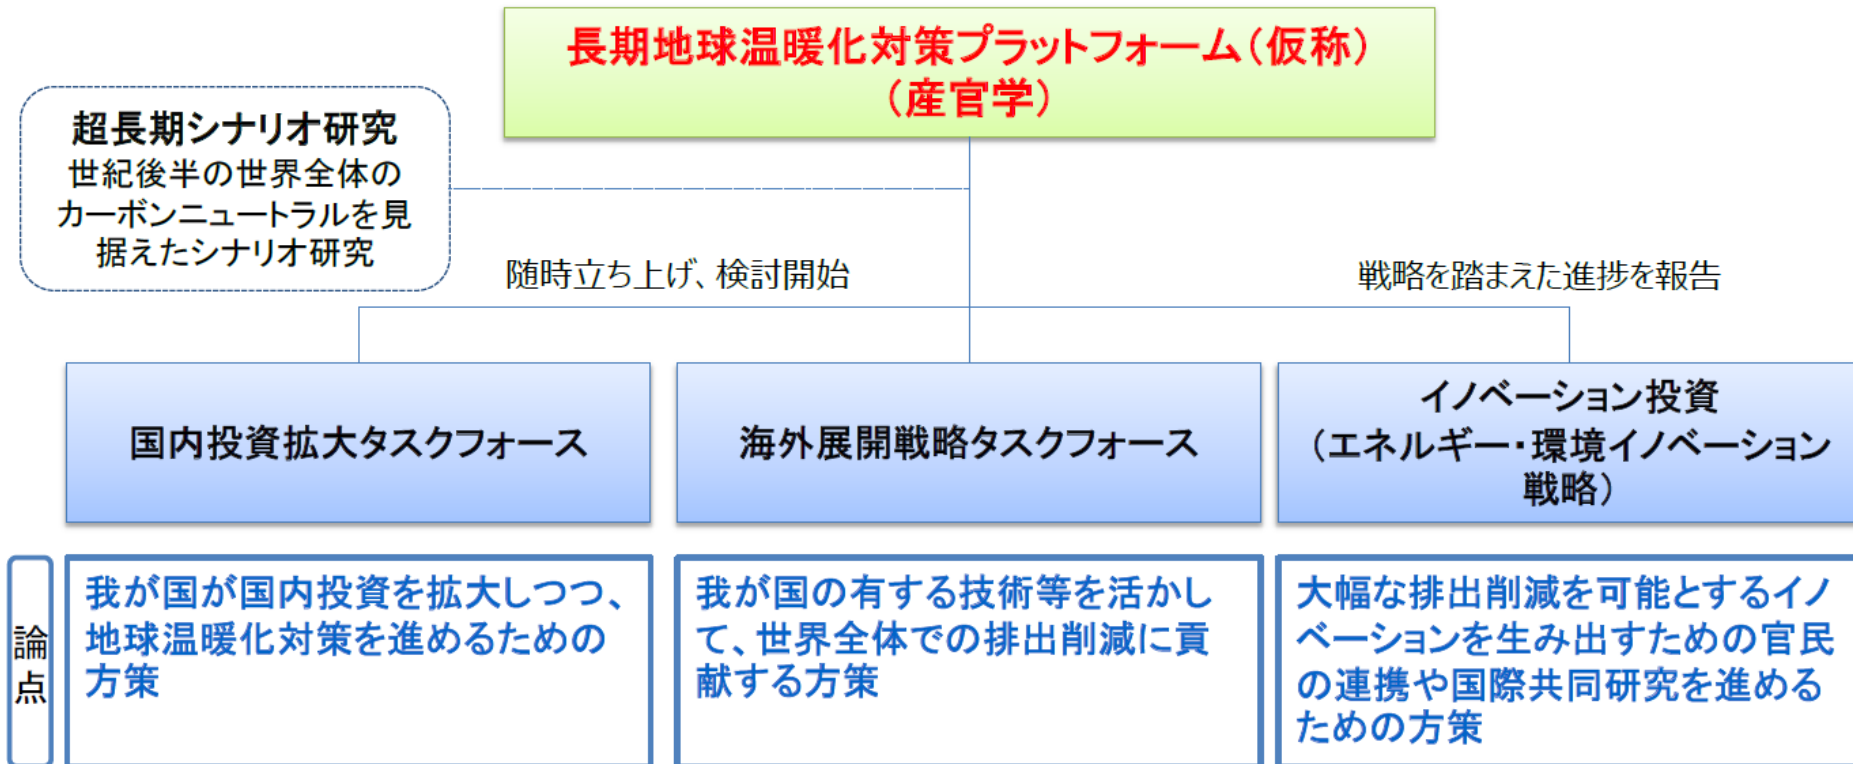 長期地球温暖化対策プラットフォーム（仮称）
（産官学）
超長期シナリオ研究
世紀後半の世界全体の
カーボンニュートラルを見
据えたシナリオ研究
随時立ち上げ、検討開始
戦略を踏まえた進捗を報告
国内投資拡大タスクフォース
海外展開戦略タスクフォース
イノベーション投資
（エネルギー・環境イノベーション
戦略）
論
点
我が国が国内投資を拡大しつつ、
地球温暖化対策を進めるための
方策
我が国の有する技術等を活かし
て、世界全体での排出削減に貢
献する方策
大幅な排出削減を可能とするイノ
ベーションを生み出すための官民
の連携や国際共同研究を進める
ための方策